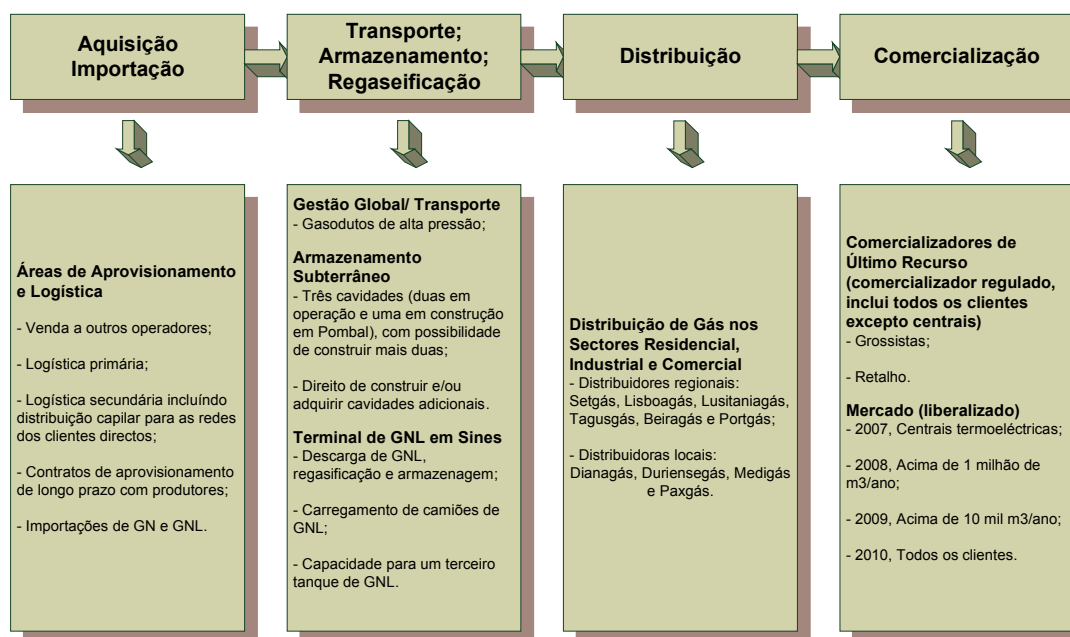 Aquisição
Importação
Transporte;
Armazenamento;
Regaseificação
Distribuição
Comercialização
Áreas de Aprovisionamento
e Logística
- Venda a outros operadores;
- Logística primária;
- Logística secundária incluíndo
distribuição capilar para as redes
dos clientes directos;
- Contratos de aprovisionamento
de longo prazo com produtores;
- Importações de GN e GNL.
Gestão Global/ Transporte
- Gasodutos de alta pressão;
Armazenamento
Subterrâneo
- Três cavidades (duas em
operação e uma em construção
em Pombal), com possibilidade
de construir mais duas;
- Direito de construir e/ou
adquirir cavidades adicionais.
Terminal de GNL em Sines
- Descarga de GNL,
regasificação e armazenagem;
- Carregamento de camiões de
GNL;
- Capacidade para um terceiro
tanque de GNL.
Distribuição de Gás nos
Sectores Residencial,
Industrial e Comercial
- Distribuidores regionais:
Setgás, Lisboagás, Lusitaniagás,
Tagusgás, Beiragás e Portgás;
- Distribuidoras locais:
Dianagás, Duriensegás, Medigás
e Paxgás.
Comercializadores de
Último Recurso
(comercializador regulado,
inclui todos os clientes
excepto centrais)
- Grossistas;
- Retalho.
Mercado (liberalizado)
- 2007, Centrais termoeléctricas;
- 2008, Acima de 1 milhão de
m3/ano;
- 2009, Acima de 10 mil m3/ano;
- 2010, Todos os clientes.